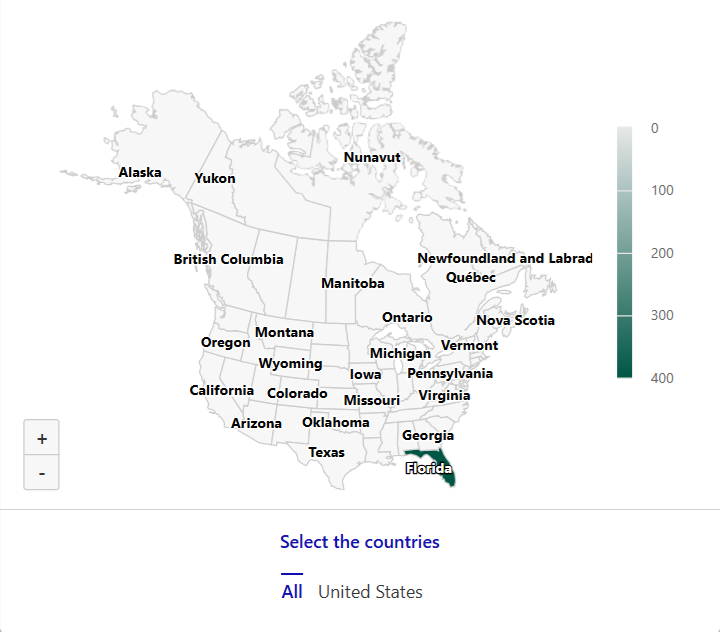 Nunavut
Alaska
Yukon
British Columbia
Newfoundland and Labrad
Québec
Manitoba
Ontario
Nova Scotia
Montana
Oregon
Vermont
Michigan
Wyoming
Iowa
Pennsylvania
California
Colorado
Missouri
Virginia
Arizona
Oklahoma
Georgia
Texas
Florida
0
100
200
300
400
+
-
Select the countries
All United States